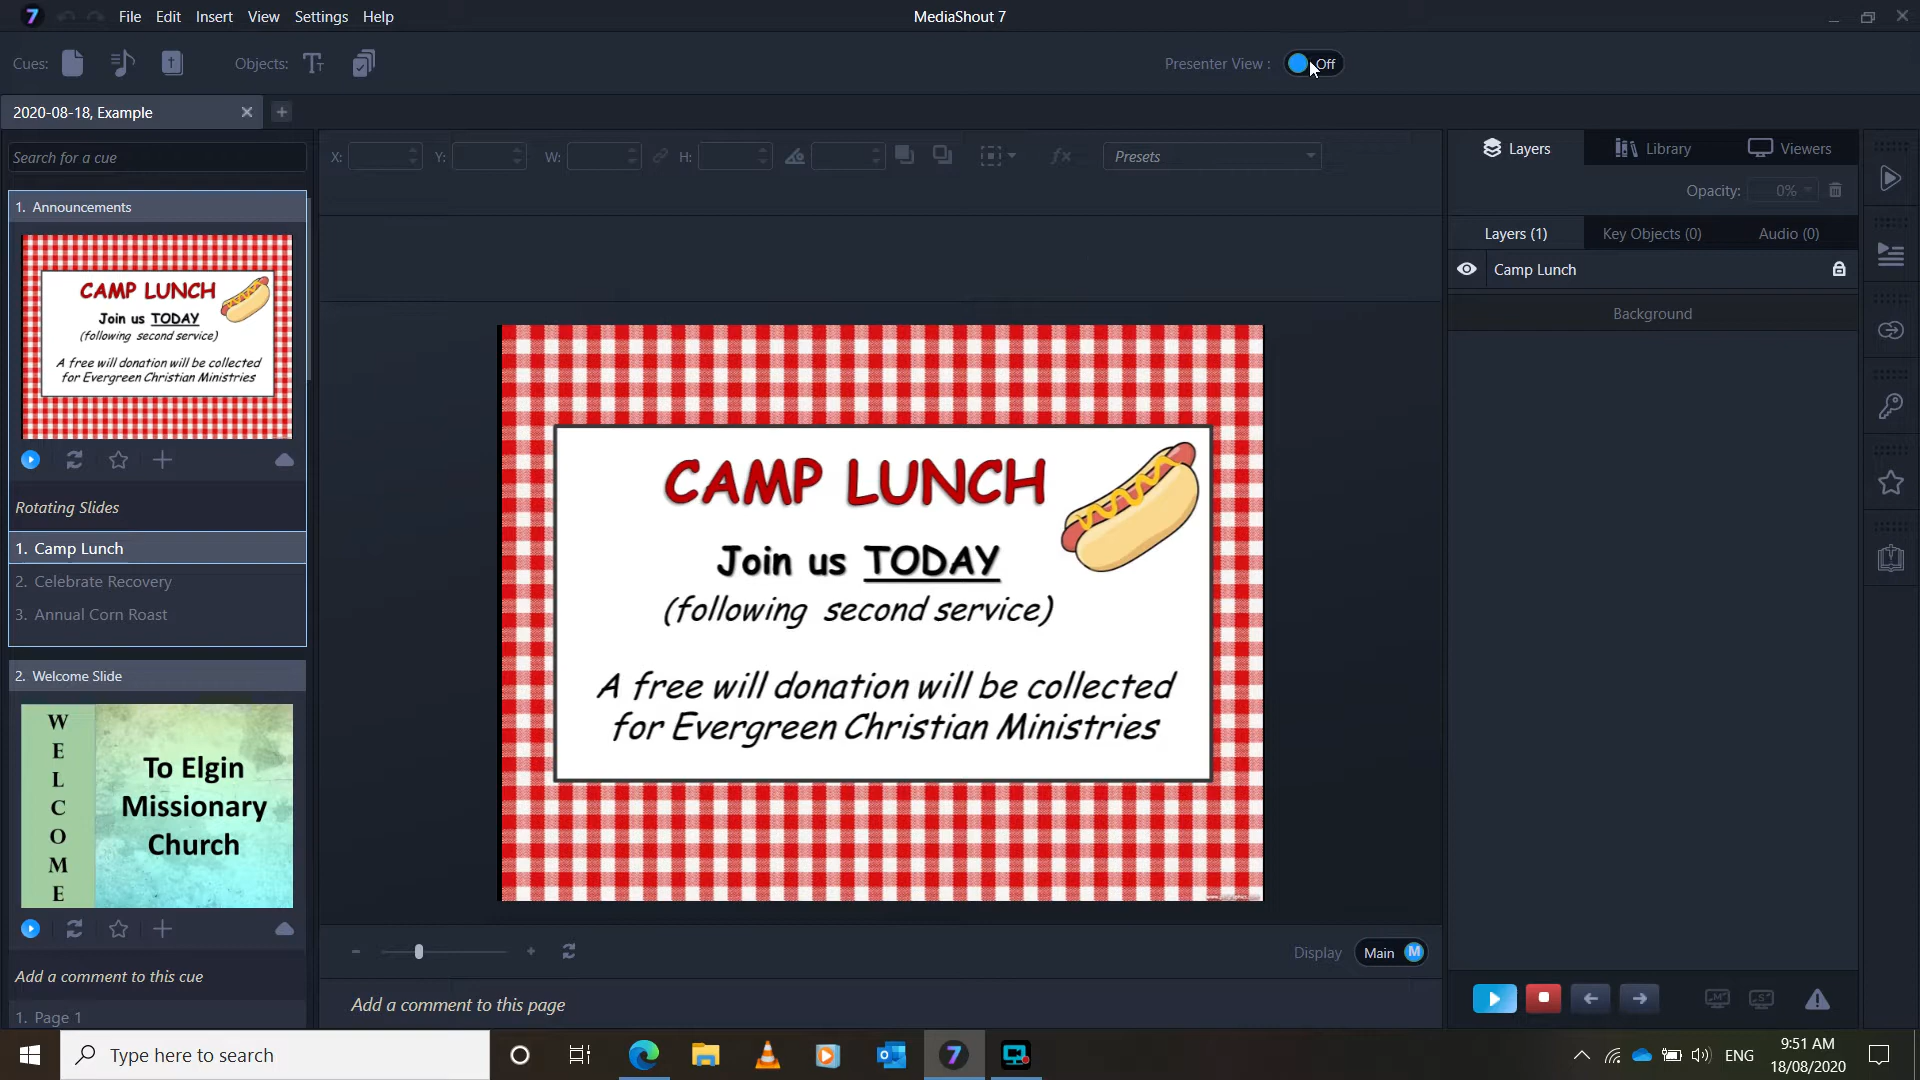 7 File Edit Insert View Settings Help MediaShout 7
Cues: Objects: Presenter View : Off
2020-08-18, Example
Search for a cue
X: Y: W: H: fx Presets
Layers Library Viewers
Opacity: 0%
Layers (1) Key Objects (0) Audio (0)
Camp Lunch
Background
1. Announcements
CAMP LUNCH
Join us TODAY
(following second service)
A free will donation will be collected
for Evergreen Christian Ministries
Rotating Slides
1. Camp Lunch
2. Celebrate Recovery
3. Annual Corn Roast
2. Welcome Slide
WELCOME
To Elgin
Missionary
Church
Add a comment to this cue
1. Page 1
CAMP LUNCH
Join us TODAY
(following second service)
A free will donation will be collected
for Evergreen Christian Ministries
Display Main M
Add a comment to this page
M S
Type here to search
7
ENG
9:51 AM
18/08/2020